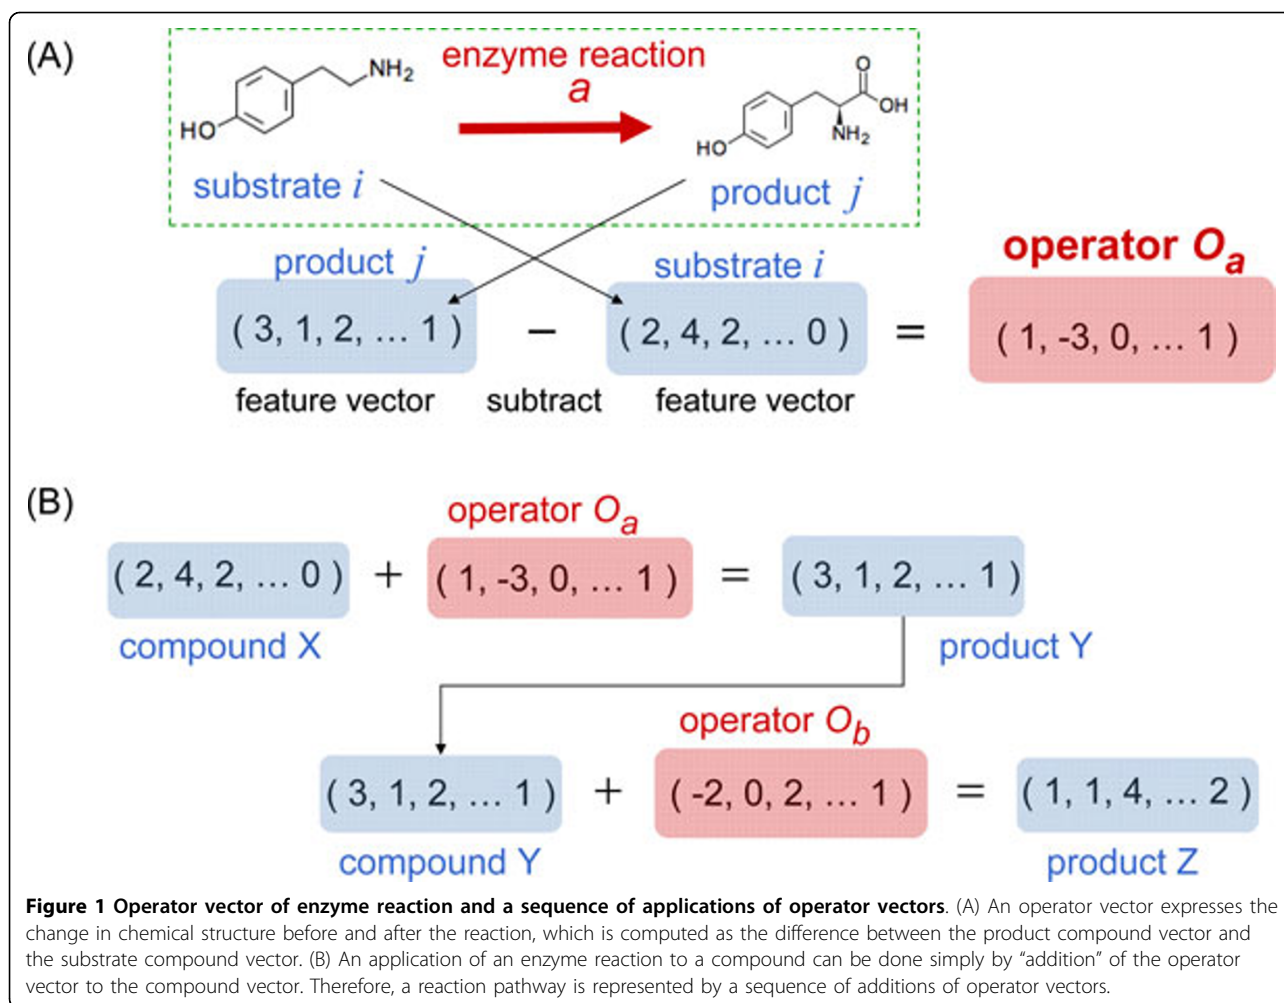 (A)
enzyme reaction
a
NH2
HO
O
OH
NH2
HO
substrate i
product j
product j
substrate i
operator Oa
( 3, 1, 2, ... 1 ) − ( 2, 4, 2, ... 0 ) = ( 1, -3, 0, ... 1 )
feature vector subtract feature vector
(B)
operator Oa
( 2, 4, 2, ... 0 ) + ( 1, -3, 0, ... 1 ) = ( 3, 1, 2, ... 1 )
compound X
product Y
operator Ob
( 3, 1, 2, ... 1 ) + ( -2, 0, 2, ... 1 ) = ( 1, 1, 4, ... 2 )
compound Y
product Z
Figure 1 Operator vector of enzyme reaction and a sequence of applications of operator vectors. (A) An operator vector expresses the
change in chemical structure before and after the reaction, which is computed as the difference between the product compound vector and
the substrate compound vector. (B) An application of an enzyme reaction to a compound can be done simply by “addition” of the operator
vector to the compound vector. Therefore, a reaction pathway is represented by a sequence of additions of operator vectors.